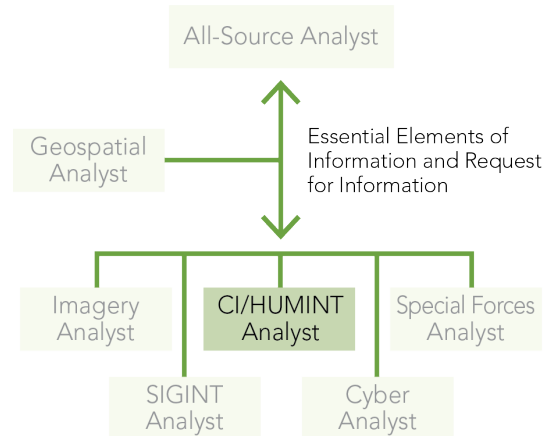 All-Source Analyst
Geospatial
Analyst
Essential Elements of
Information and Request
for Information
Imagery
Analyst
CI/HUMINT
Analyst
Special Forces
Analyst
SIGINT
Analyst
Cyber
Analyst